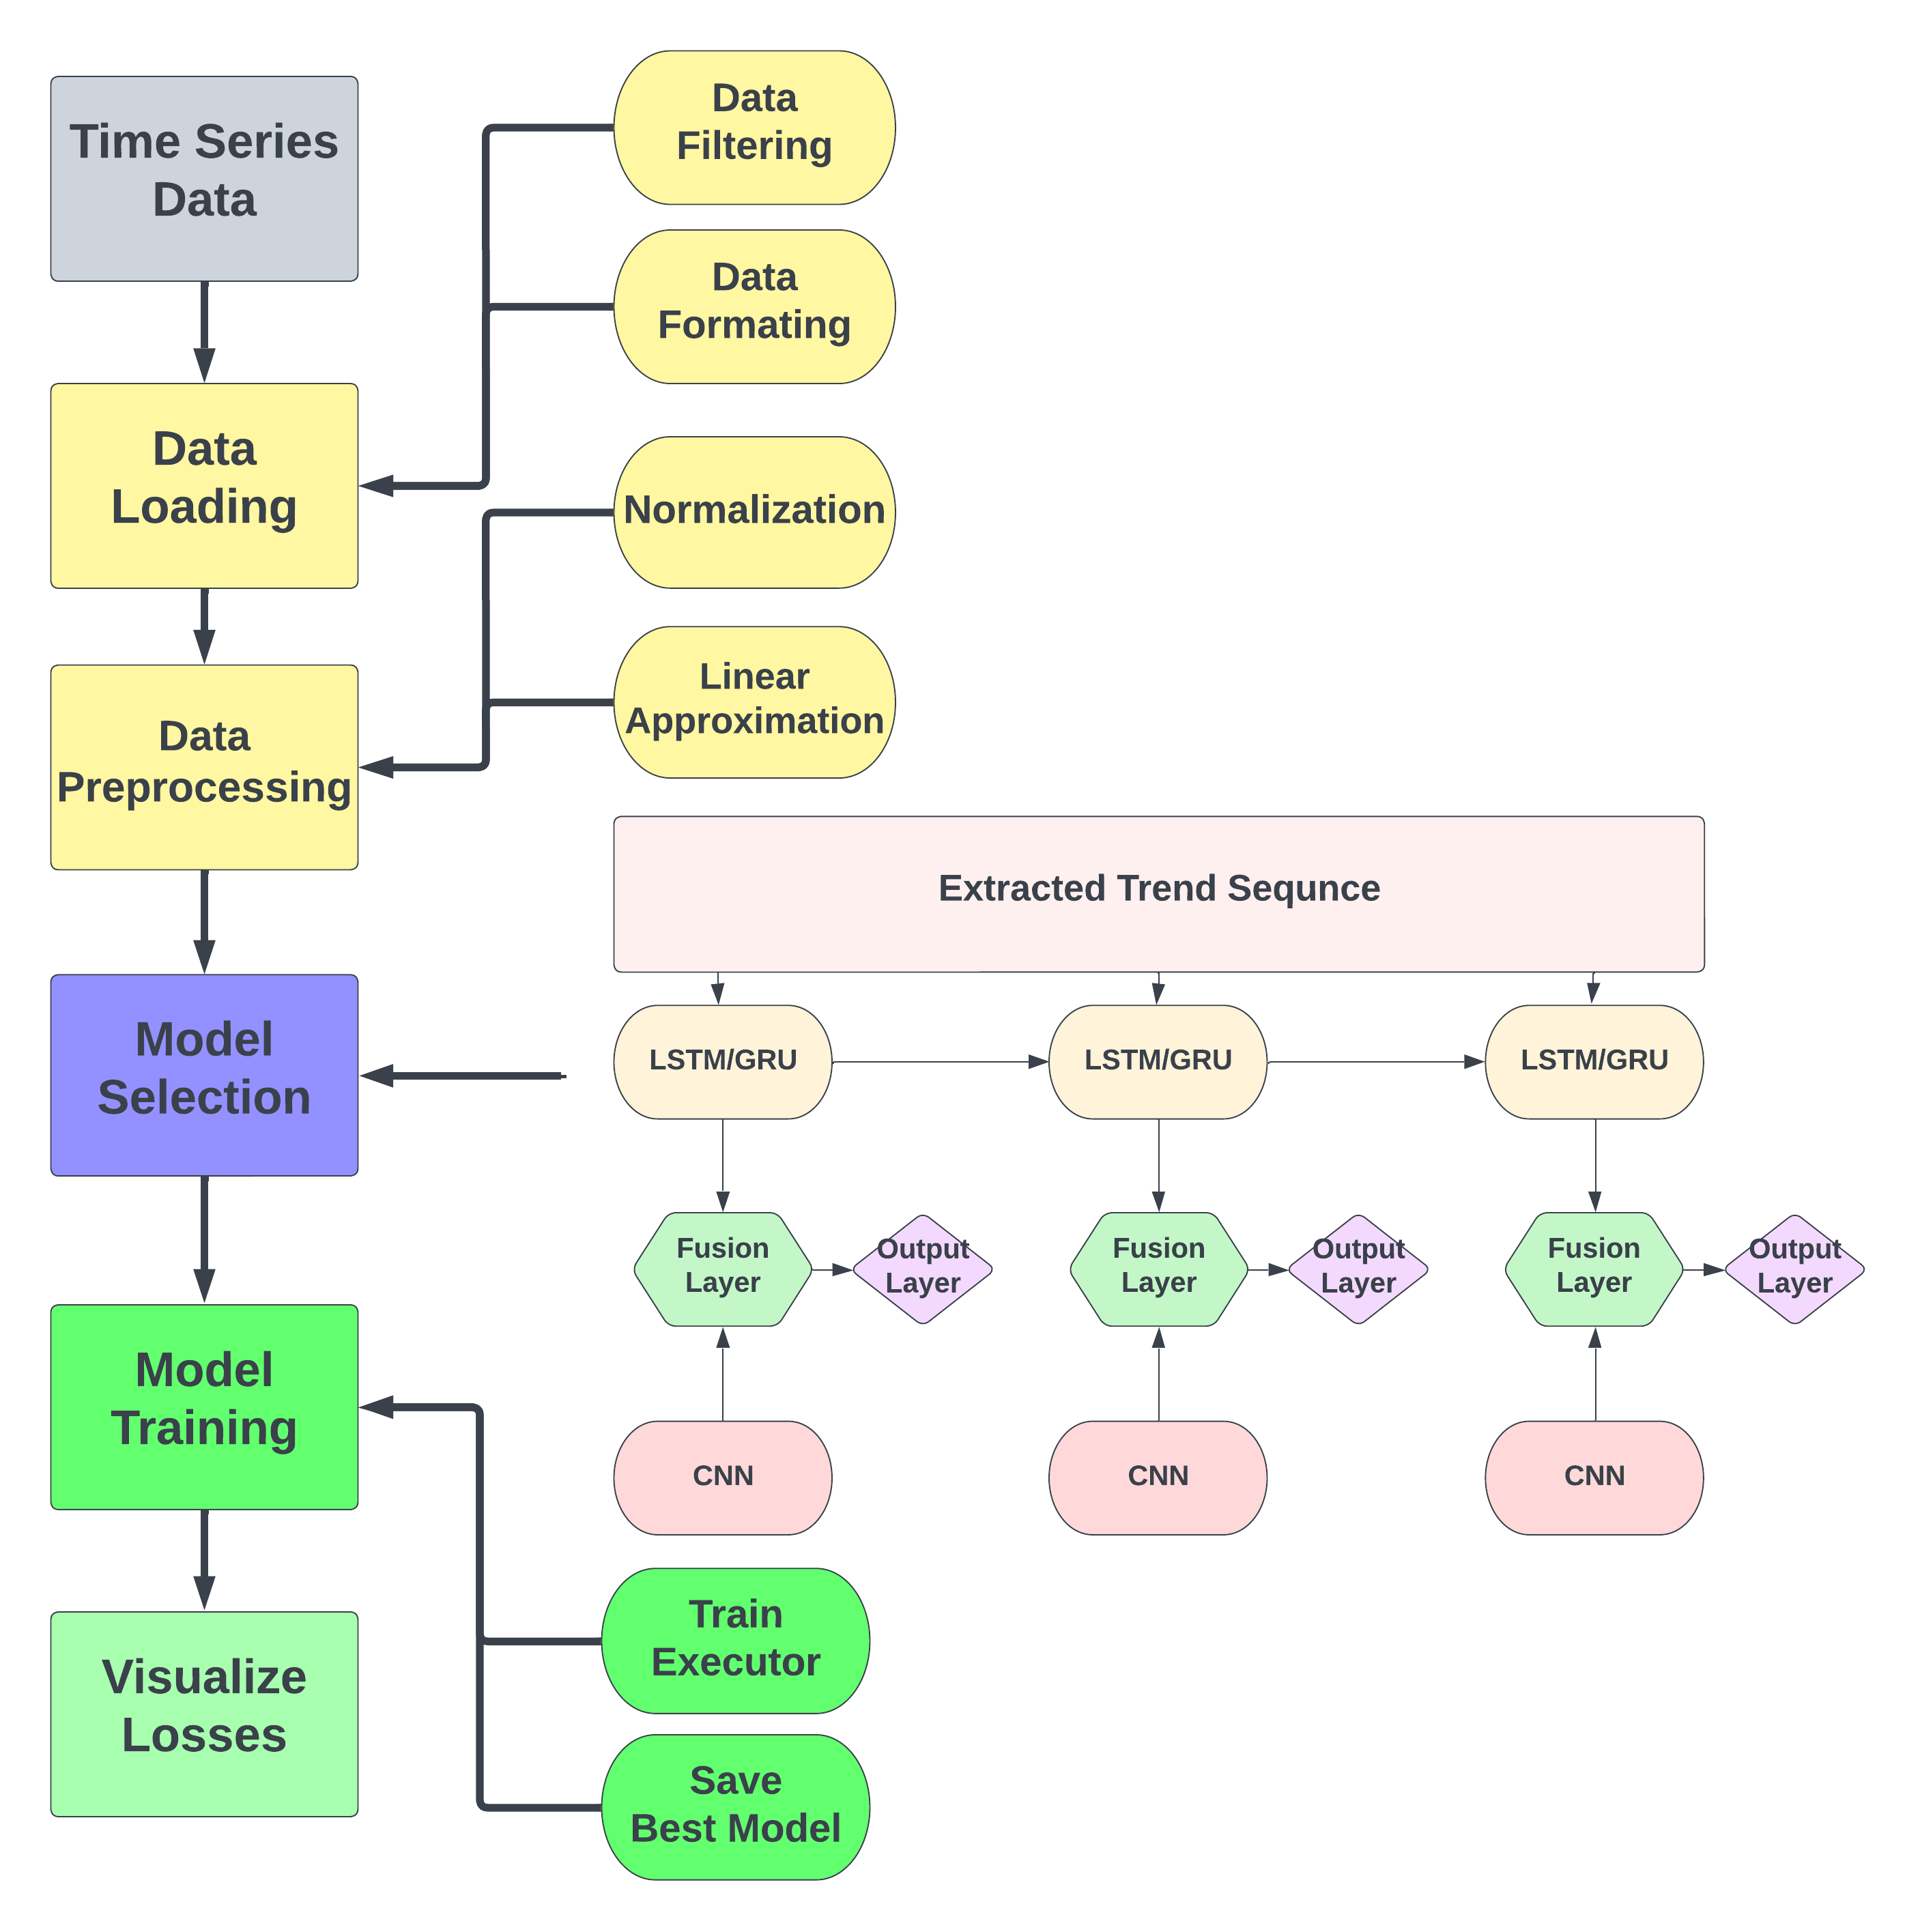 Time Series
Data
Data
Loading
Data
Preprocessing
Model
Selection
Model
Training
Visualize
Losses
Data
Filtering
Data
Formating
Normalization
Linear
Approximation
Extracted Trend Sequnce
LSTM/GRU
LSTM/GRU
LSTM/GRU
Fusion
Layer
Output
Layer
Fusion
Layer
Output
Layer
Fusion
Layer
Output
Layer
CNN
CNN
CNN
Train
Executor
Save
Best Model